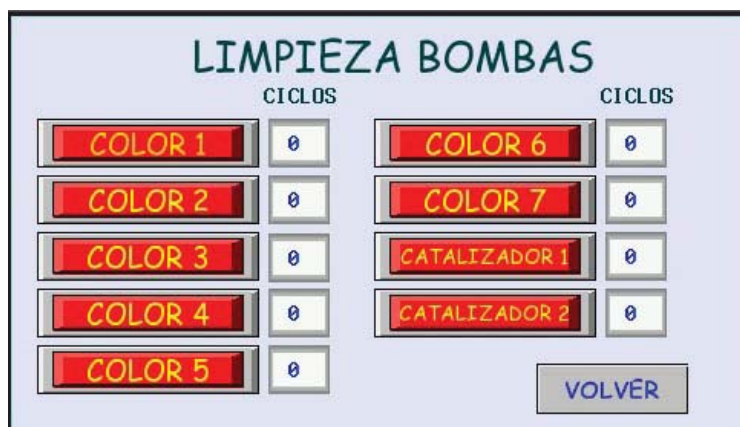 LIMPIEZA BOMBAS
CICLOS
COLOR 1 0
COLOR 2 0
COLOR 3 0
COLOR 4 0
COLOR 5 0
CICLOS
COLOR 6 0
COLOR 7 0
CATALIZADOR 1 0
CATALIZADOR 2 0
VOLVER